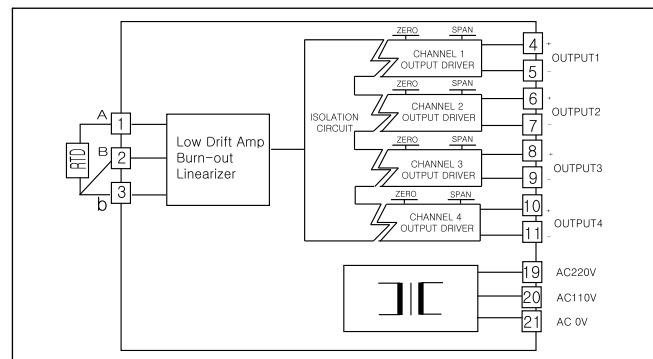 A
1
RTD
B
2
b
3
Low Drift Amp
Burn-out
Linearizer
ISOLATION
CIRCUIT
ZERO SPAN
CHANNEL 1
OUTPUT DRIVER
4 +
5 -
OUTPUT1
ZERO SPAN
CHANNEL 2
OUTPUT DRIVER
6 +
7 -
OUTPUT2
ZERO SPAN
CHANNEL 3
OUTPUT DRIVER
8 +
9 -
OUTPUT3
ZERO SPAN
CHANNEL 4
OUTPUT DRIVER
10 +
11 -
OUTPUT4
19 AC220V
20 AC110V
21 AC 0V